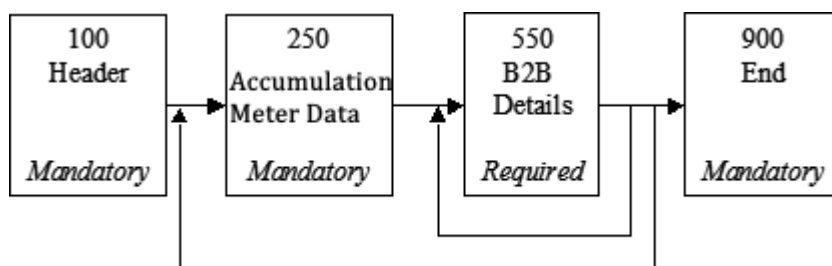 100
Header
Mandatory
250
Accumulation
Meter Data
Mandatory
550
B2B
Details
Required
900
End
Mandatory